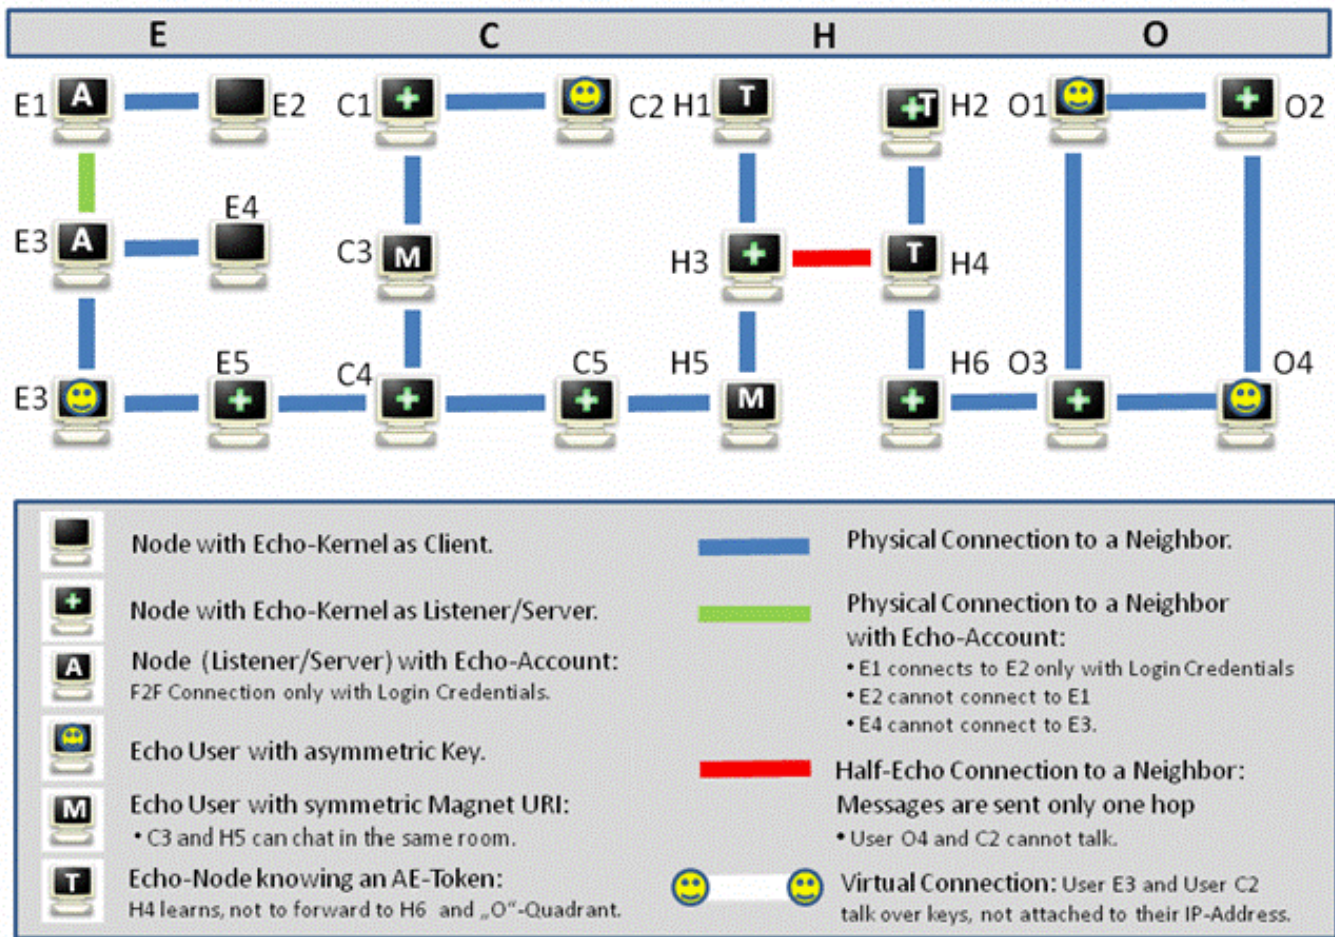 E C H O
E1 A E2 C1 + C2 H1 T +T H2 O1 + O2
E4
E3 A C3 M H3 + T H4
E5 C4 C5 H5 H6 O3 O4
E3 + + + M + +
Node with Echo-Kernel as Client.
+ Node with Echo-Kernel as Listener/Server.
A Node (Listener/Server) with Echo-Account:
F2F Connection only with Login Credentials.
Echo User with asymmetric Key.
M Echo User with symmetric Magnet URI:
• C3 and H5 can chat in the same room.
T Echo-Node knowing an AE-Token:
H4 learns, not to forward to H6 and „O“-Quadrant.
Physical Connection to a Neighbor.
Physical Connection to a Neighbor
with Echo-Account:
• E1 connects to E2 only with Login Credentials
• E2 cannot connect to E1
• E4 cannot connect to E3.
Half-Echo Connection to a Neighbor:
Messages are sent only one hop
• User O4 and C2 cannot talk.
Virtual Connection: User E3 and User C2
talk over keys, not attached to their IP-Address.